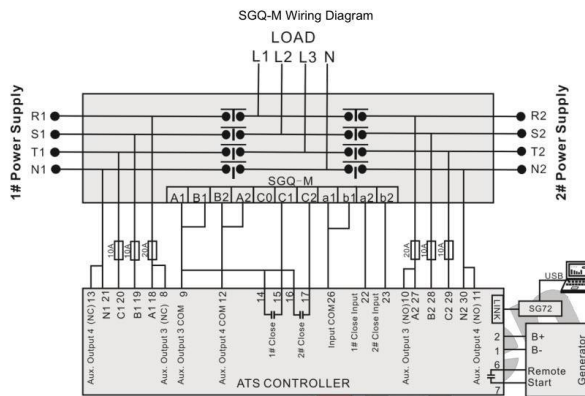 SGQ-M Wiring Diagram
LOAD
L1 L2 L3 N
1# Power Supply
R1
S1
T1
N1
R2
S2
T2
N2
2# Power Supply
SGQ-M
A1 B1 B2 A2 C0 C1 C2 a1 b1 a2 b2
10A
10A
20A
20A
10A
10A
Aux. Output 4 (NC) 13
N1 21
C1 20
B1 19
A1 18
Aux. Output 3 (NC) 8
Aux. Output 3 COM 9
Aux. Output 4 COM 12
14
1# Close 15
16
2# Close 17
Input COM26
1# Close Input 22
2# Close Input 23
Aux. Output 3 (NO)10
A2 27
B2 28
C2 29
N2 30
Aux. Output 4 (NO) 11
LINK
USB
SG72
2
1
6
7
B+
B-
Remote
Start
Generator
ATS CONTROLLER